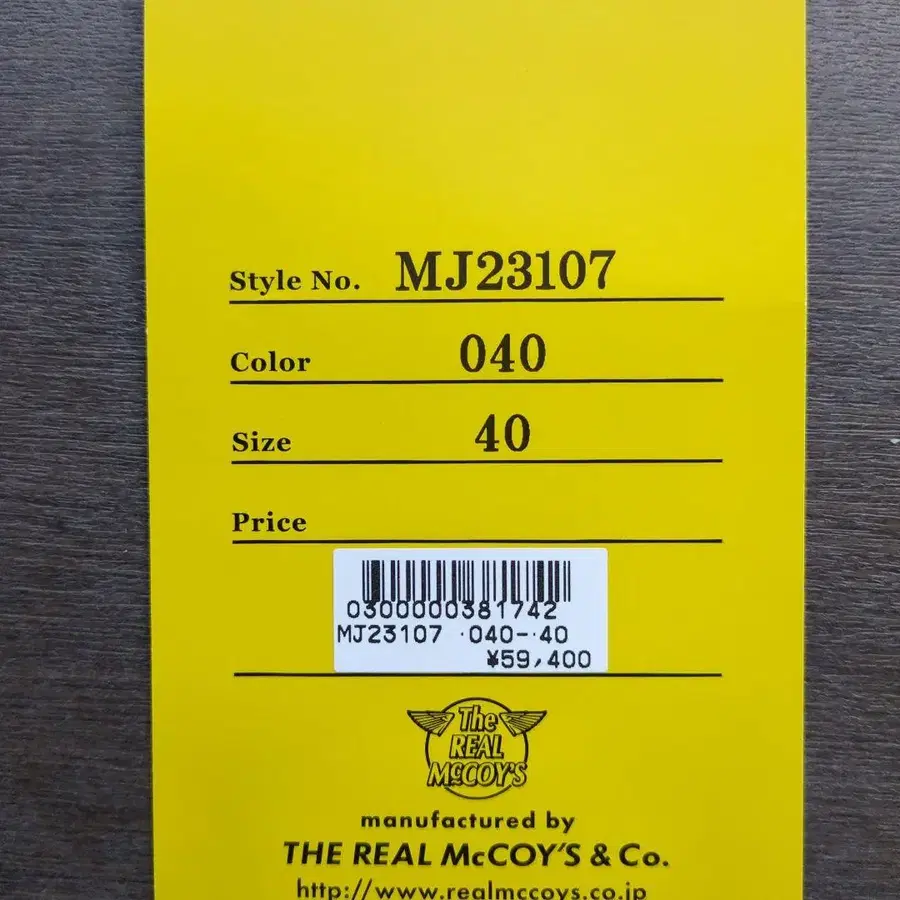 Style No. MJ23107
Color 040
Size 40
Price
0300000381742
MJ23107 040- 40
¥59,400
The
REAL
McCOY'S
manufactured by
THE REAL McCOY'S & Co.
http://www.realmccoys.co.jp